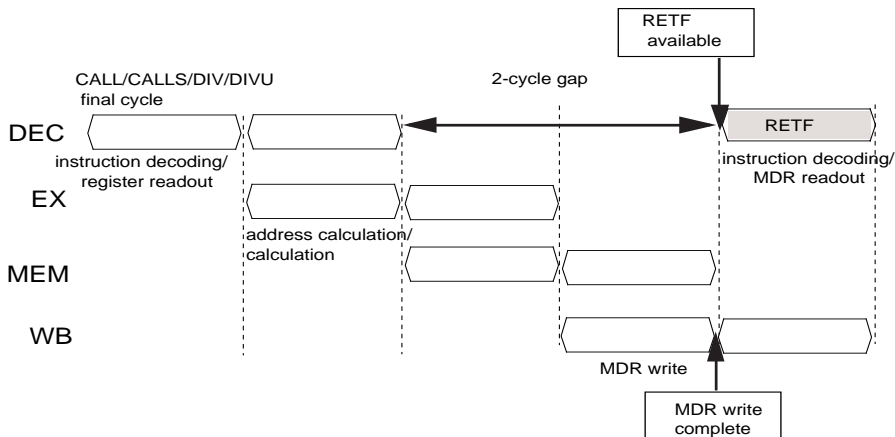 RETF
available
CALL/CALLS/DIV/DIVU
final cycle
2-cycle gap
DEC
RETF
instruction decoding/
register readout
instruction decoding/
MDR readout
EX
address calculation/
calculation
MEM
WB
MDR write
MDR write
complete